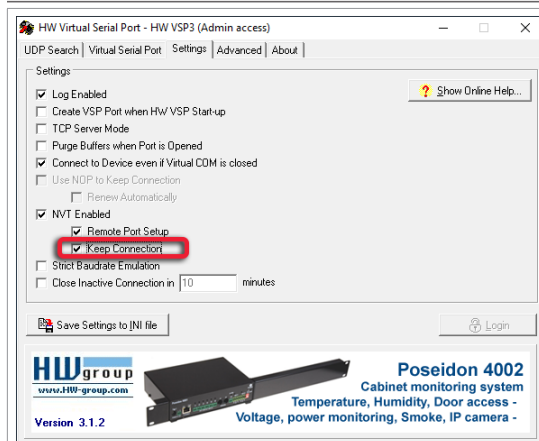 HW Virtual Serial Port - HW VSP3 (Admin access)
UDP Search Virtual Serial Port Settings Advanced About
Settings
Show Online Help...
Log Enabled
Create VSP Port when HW VSP Start-up
TCP Server Mode
Purge Buffers when Port is Opened
Connect to Device even if Virtual COM is closed
Use NOP to Keep Connection
Renew Automatically
NVT Enabled
Remote Port Setup
Keep Connection
Strict Baudrate Emulation
Close Inactive Connection in 10 minutes
Save Settings to INI file
Login
HW group
www.HW-group.com
Version 3.1.2
Poseidon 4002
Cabinet monitoring system
Temperature, Humidity, Door access -
Voltage, power monitoring, Smoke, IP camera -